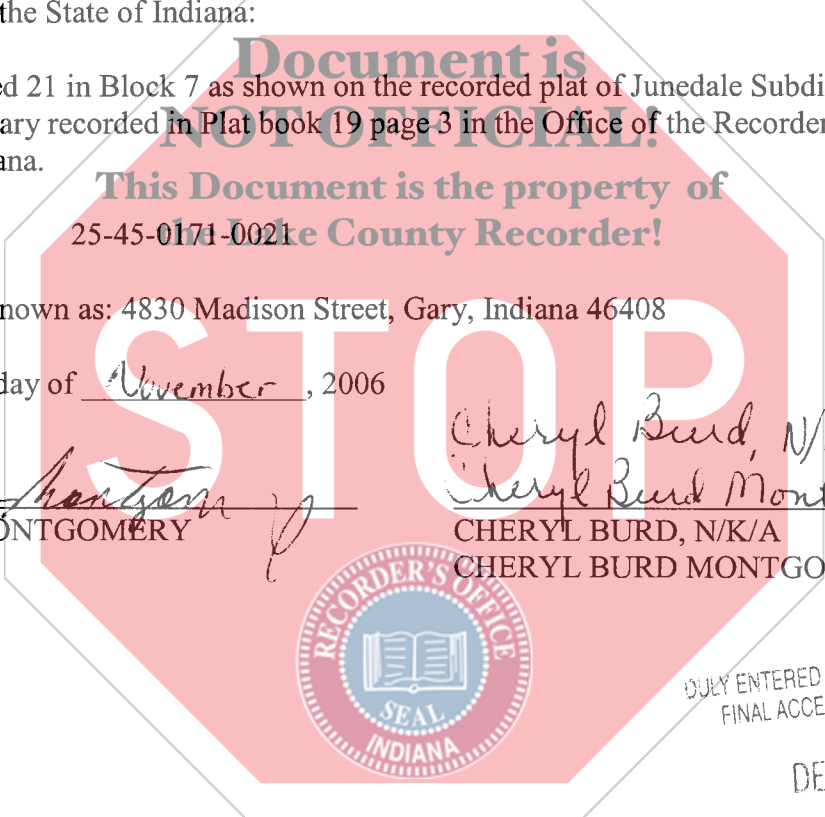 the State of Indiana:
Document is
ed 21 in Block 7 as shown on the recorded plat of Junedale Subdi
NOT OFFICIAL!
ary recorded in Plat book 19 page 3 in the Office of the Recorder
ana.
This Document is the property of
25-45-0171-0021
the Lake County Recorder!
nown as: 4830 Madison Street, Gary, Indiana 46408
STOP
day of November, 2006
Cheryl Burd, N/
Montgomery
Cheryl Burd Mont
ONTGOMERY
CHERYL BURD, N/K/A
CHERYL BURD MONTGO
RECORDER'S OFFICE
SEAL
INDIANA
DULY ENTERED
FINAL ACCE
DE